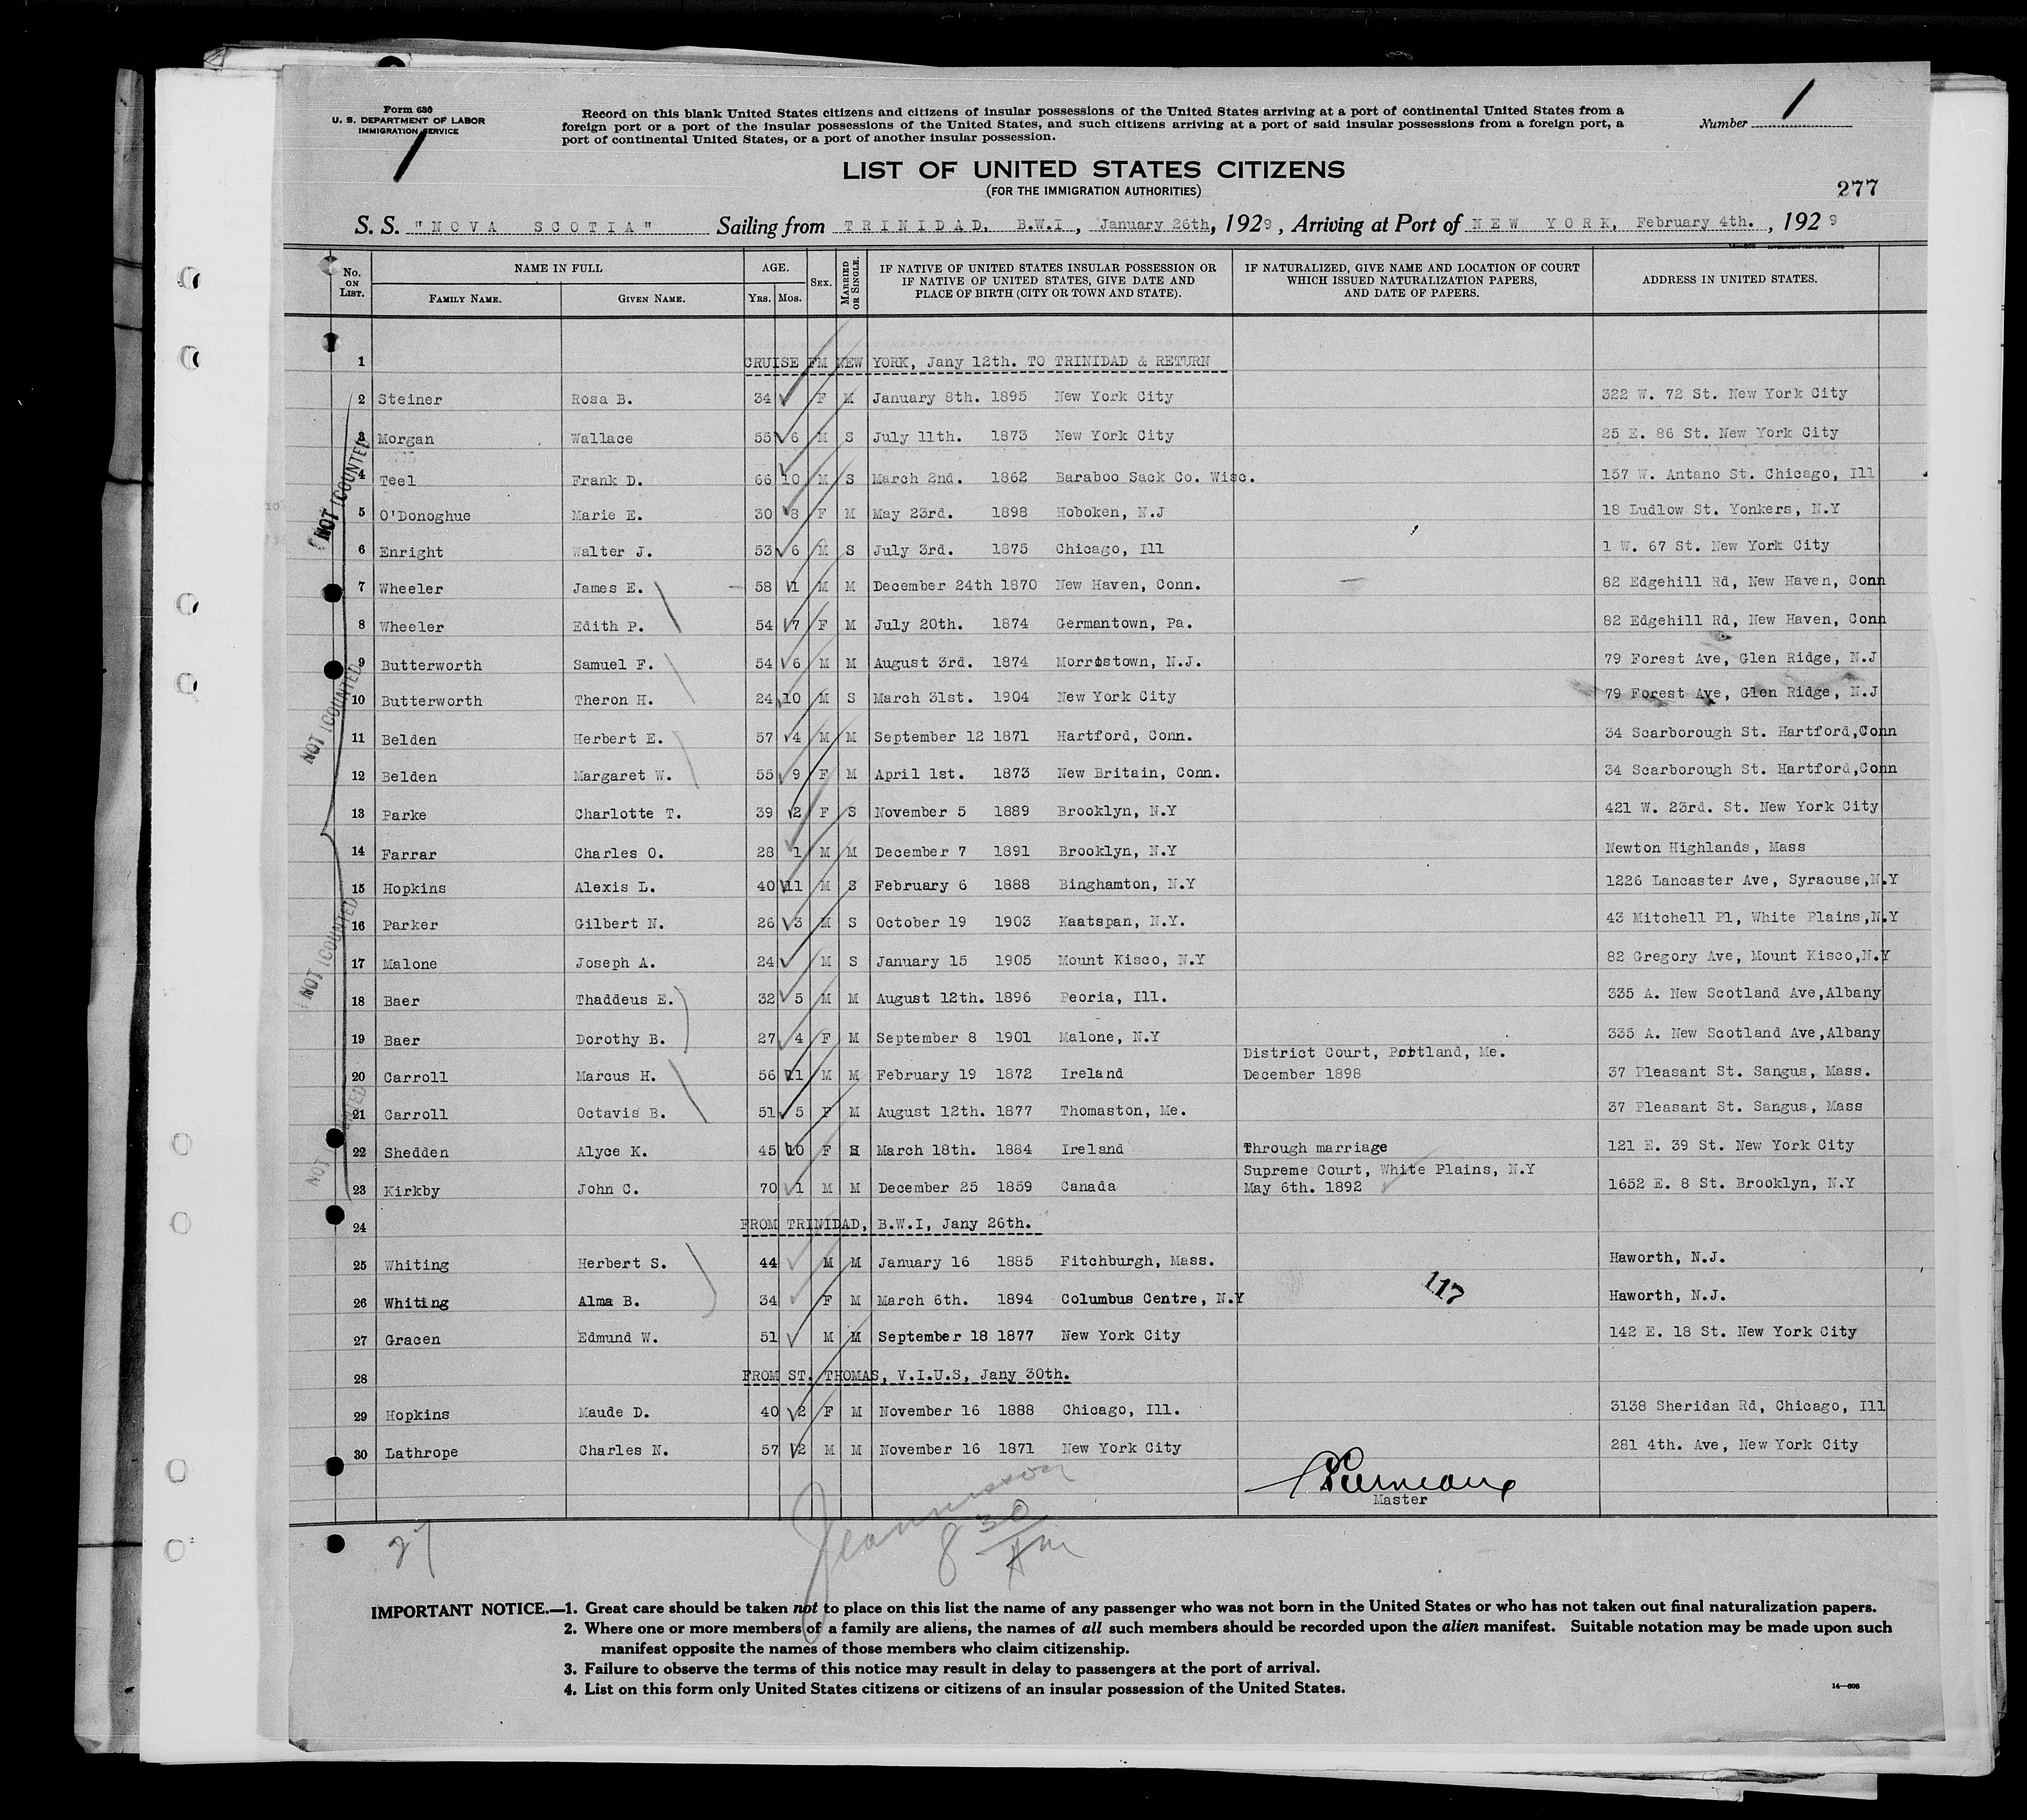 Form 630
U. S. DEPARTMENT OF LABOR
IMMIGRATION SERVICE
Record on this blank United States citizens and citizens of insular possessions of the United States arriving at a port of continental United States from a
foreign port or a port of the insular possessions of the United States, and such citizens arriving at a port of said insular possessions from a foreign port, a
port of continental United States, or a port of another insular possession.
Number 1
1
LIST OF UNITED STATES CITIZENS
(FOR THE IMMIGRATION AUTHORITIES)
277
S. S. "NOVA SCOTIA" Sailing from TRINIDAD, B.W.I, January 26th, 1929, Arriving at Port of NEW YORK, February 4th. , 1929
No. ON LIST. NAME IN FULL FAMILY NAME. GIVEN NAME. AGE. Yrs. Mos. SEX. MARRIED OR SINGLE. IF NATIVE OF UNITED STATES INSULAR POSSESSION OR IF NATIVE OF UNITED STATES, GIVE DATE AND PLACE OF BIRTH (CITY OR TOWN AND STATE). IF NATURALIZED, GIVE NAME AND LOCATION OF COURT WHICH ISSUED NATURALIZATION PAPERS, AND DATE OF PAPERS. ADDRESS IN UNITED STATES.
1 CRUISE FM NEW YORK, Jany 12th. TO TRINIDAD & RETURN
2 Steiner Rosa B. 34 F M January 8th. 1895 New York City 322 W. 72 St. New York City
3 Morgan Wallace 55 6 M S July 11th. 1873 New York City 25 E. 86 St. New York City
4 Teel Frank D. 66 10 M S March 2nd. 1862 Baraboo Sack Co. Wisc. 157 W. Antano St. Chicago, Ill
5 O'Donoghue Marie E. 30 8 F M May 23rd. 1898 Hoboken, N.J 18 Ludlow St. Yonkers, N.Y
6 Enright Walter J. 53 6 M S July 3rd. 1875 Chicago, Ill 1 W. 67 St. New York City
7 Wheeler James E. 58 1 M M December 24th 1870 New Haven, Conn. 82 Edgehill Rd, New Haven, Conn
8 Wheeler Edith P. 54 7 F M July 20th. 1874 Germantown, Pa. 82 Edgehill Rd, New Haven, Conn
9 Butterworth Samuel F. 54 6 M M August 3rd. 1874 Morristown, N.J. 79 Forest Ave, Glen Ridge, N.J
10 Butterworth Theron H. 24 10 M S March 31st. 1904 New York City 79 Forest Ave, Glen Ridge, N.J
11 Belden Herbert E. 57 4 M M September 12 1871 Hartford, Conn. 34 Scarborough St. Hartford,Conn
12 Belden Margaret W. 55 9 F M April 1st. 1873 New Britain, Conn. 34 Scarborough St. Hartford,Conn
13 Parke Charlotte T. 39 2 F S November 5 1889 Brooklyn, N.Y 421 W. 23rd. St. New York City
14 Farrar Charles O. 28 1 M M December 7 1891 Brooklyn, N.Y Newton Highlands, Mass
15 Hopkins Alexis L. 40 11 M S February 6 1888 Binghamton, N.Y 1226 Lancaster Ave, Syracuse,N.Y
16 Parker Gilbert N. 26 3 M S October 19 1903 Kaatspan, N.Y. 43 Mitchell Pl, White Plains,N.Y
17 Malone Joseph A. 24 M S January 15 1905 Mount Kisco, N.Y 82 Gregory Ave, Mount Kisco,N.Y
18 Baer Thaddeus E. 32 5 M M August 12th. 1896 Peoria, Ill. 335 A. New Scotland Ave,Albany
19 Baer Dorothy B. 27 4 F M September 8 1901 Malone, N.Y 335 A. New Scotland Ave,Albany
District Court, Portland, Me.
20 Carroll Marcus H. 56 11 M M February 19 1872 Ireland December 1898 37 Pleasant St. Sangus, Mass.
21 Carroll Octavis B. 51 5 F M August 12th. 1877 Thomaston, Me. 37 Pleasant St. Sangus, Mass
22 Shedden Alyce K. 45 10 F S March 18th. 1884 Ireland Through marriage 121 E. 39 St. New York City
Supreme Court, White Plains, N.Y
23 Kirkby John C. 70 1 M M December 25 1859 Canada May 6th. 1892 1652 E. 8 St. Brooklyn, N.Y
24 FROM TRINIDAD, B.W.I, Jany 26th.
25 Whiting Herbert S. 44 M M January 16 1885 Fitchburgh, Mass. Haworth, N.J.
26 Whiting Alma B. 34 F M March 6th. 1894 Columbus Centre, N.Y Haworth, N.J.
117
27 Gracen Edmund W. 51 M M September 18 1877 New York City 142 E. 18 St. New York City
28 FROM ST. THOMAS, V.I.U.S, Jany 30th.
29 Hopkins Maude D. 40 2 F M November 16 1888 Chicago, Ill. 3138 Sheridan Rd, Chicago, Ill
30 Lathrope Charles N. 57 2 M M November 16 1871 New York City 281 4th. Ave, New York City
NOT COUNTED
NOT COUNTED
NOT COUNTED
NOT
Master
27
8 30 AM
IMPORTANT NOTICE.—1. Great care should be taken not to place on this list the name of any passenger who was not born in the United States or who has not taken out final naturalization papers.
2. Where one or more members of a family are aliens, the names of all such members should be recorded upon the alien manifest. Suitable notation may be made upon such
manifest opposite the names of those members who claim citizenship.
3. Failure to observe the terms of this notice may result in delay to passengers at the port of arrival.
4. List on this form only United States citizens or citizens of an insular possession of the United States.
14—608